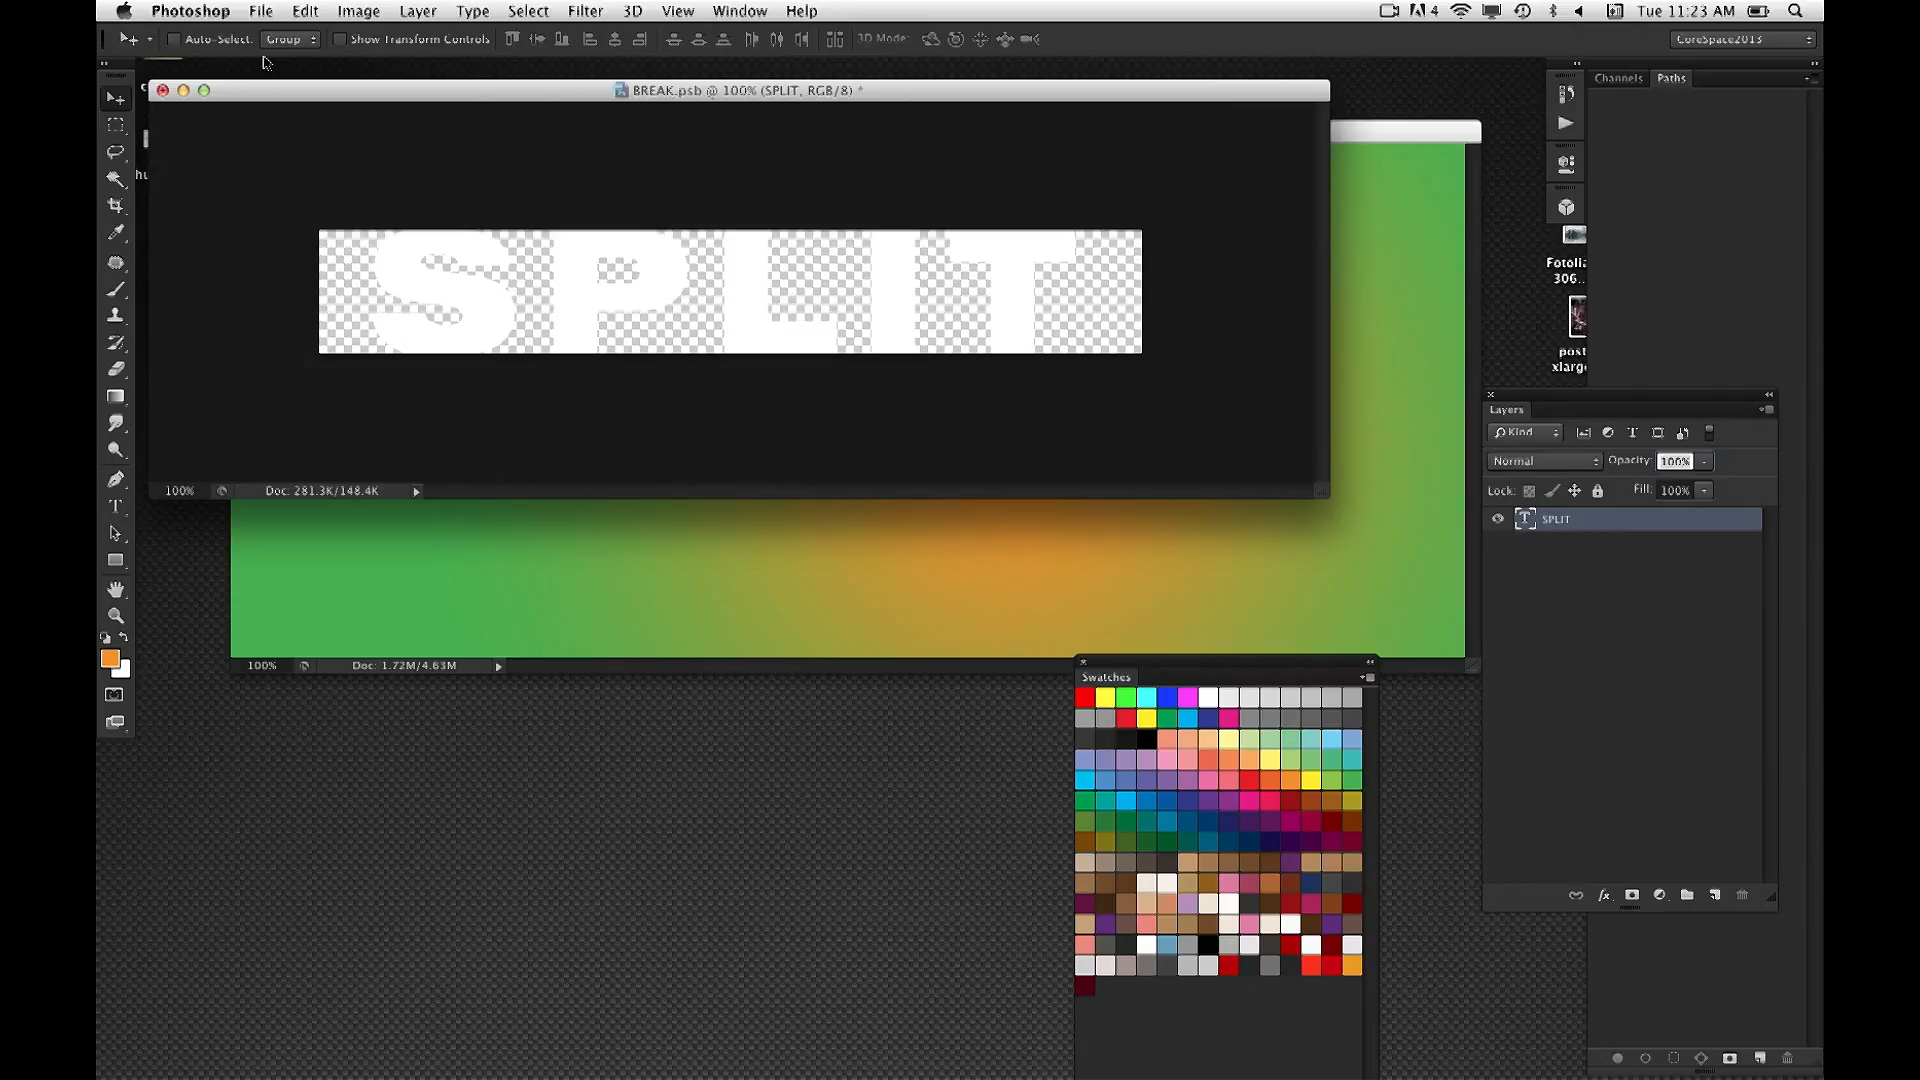 Photoshop File Edit Image Layer Type Select Filter 3D View Window Help 4 Tue 11:23 AM
Auto-Select: Group Show Transform Controls 3D Mode: CoreSpace2013
Channels Paths
BREAK.psb @ 100% (SPLIT, RGB/8) *
SPLIT
Fotolia
306...
post
xlarge
Layers
Kind
Normal Opacity: 100%
Lock: Fill: 100%
T SPLIT
100% Doc: 281.3K/148.4K
100% Doc: 1.72M/4.63M
Swatches